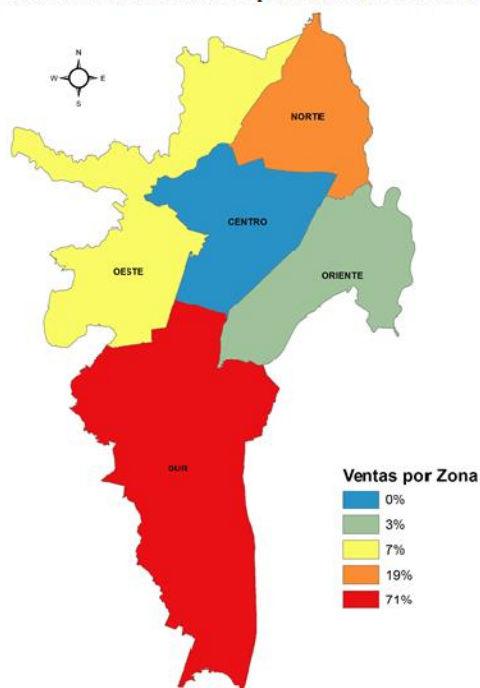 N
W E
S
NORTE
CENTRO
OESTE
ORIENTE
SUR
Ventas por Zona
0%
3%
7%
19%
71%